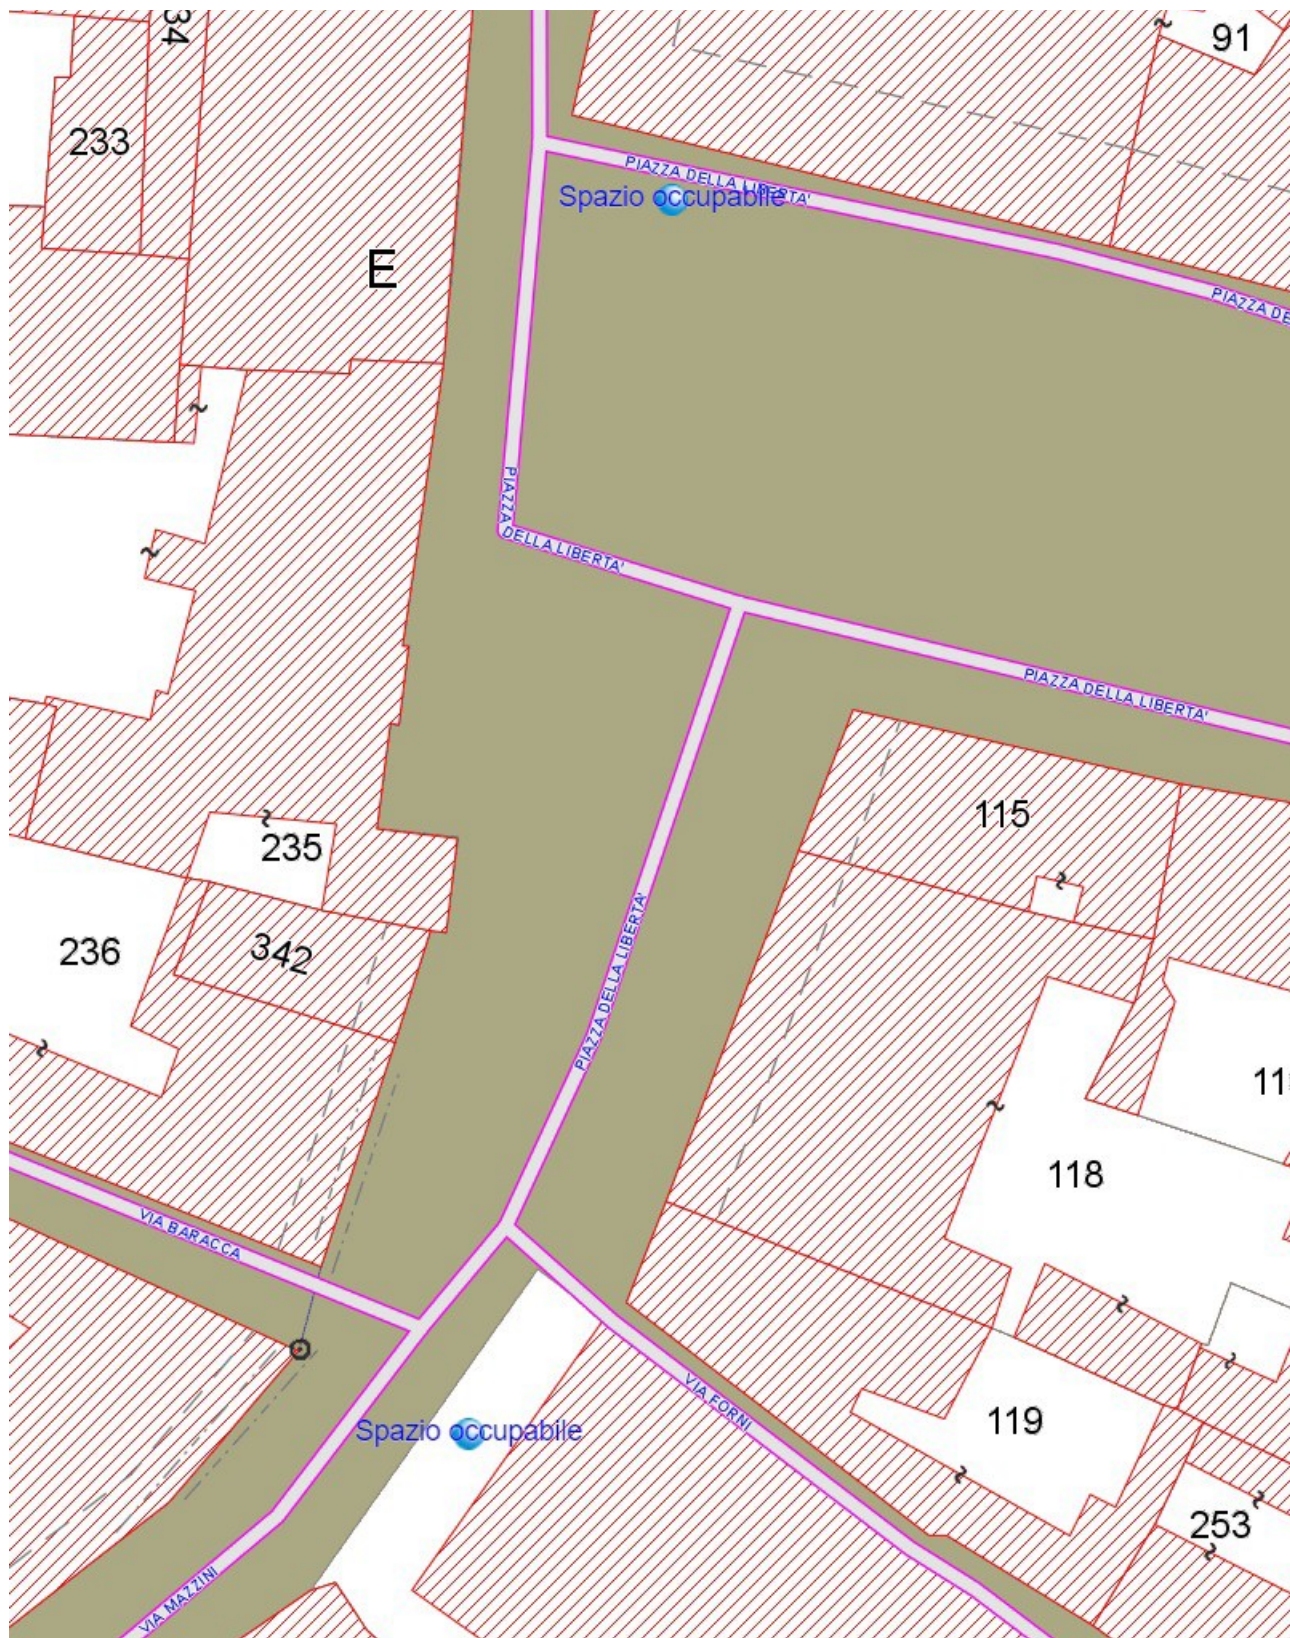 34
91
233
PIAZZA DELLA LIBERTA'
Spazio occupabile
E
PIAZZA DE
PIAZZA DELLA LIBERTA'
PIAZZA DELLA LIBERTA'
115
235
342
236
PIAZZA DELLA LIBERTA'
11
118
VIA BARACCA
VIA FORNI
119
Spazio occupabile
253
VIA MAZZINI